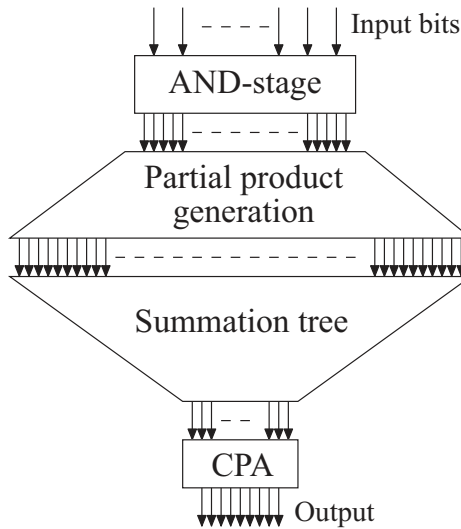 Input bits
AND-stage
Partial product
generation
Summation tree
CPA
Output